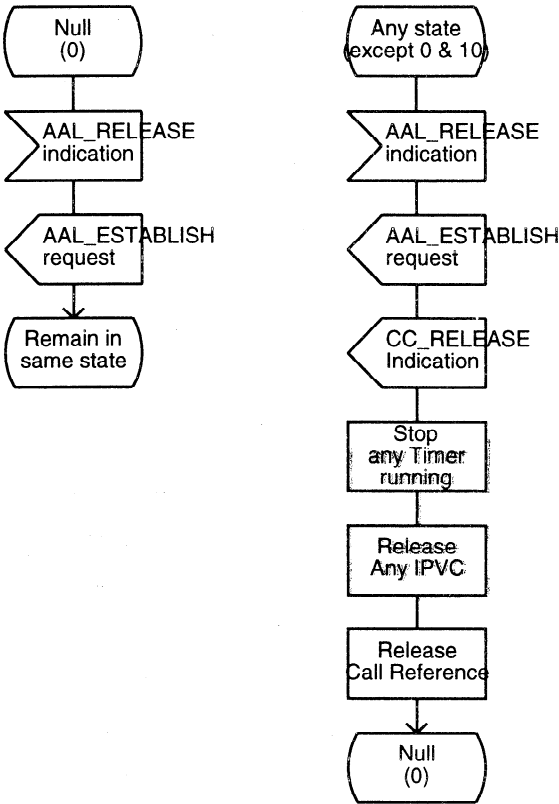 Null
(0)
AAL_RELEASE
indication
AAL_ESTABLISH
request
Remain in
same state
Any state
(except 0 & 10)
AAL_RELEASE
indication
AAL_ESTABLISH
request
CC_RELEASE
Indication
Stop
any Timer
running
Release
Any IPVC
Release
Call Reference
Null
(0)